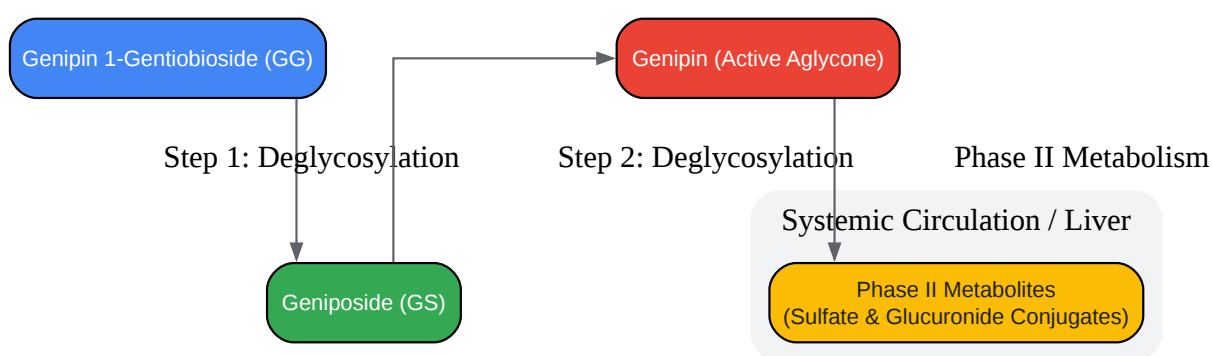 Genipin 1-Gentiobioside (GG)
Genipin (Active Aglycone)
Step 1: Deglycosylation
Step 2: Deglycosylation
Phase II Metabolism
Systemic Circulation / Liver
Geniposide (GS)
Phase II Metabolites
(Sulfate & Glucuronide Conjugates)